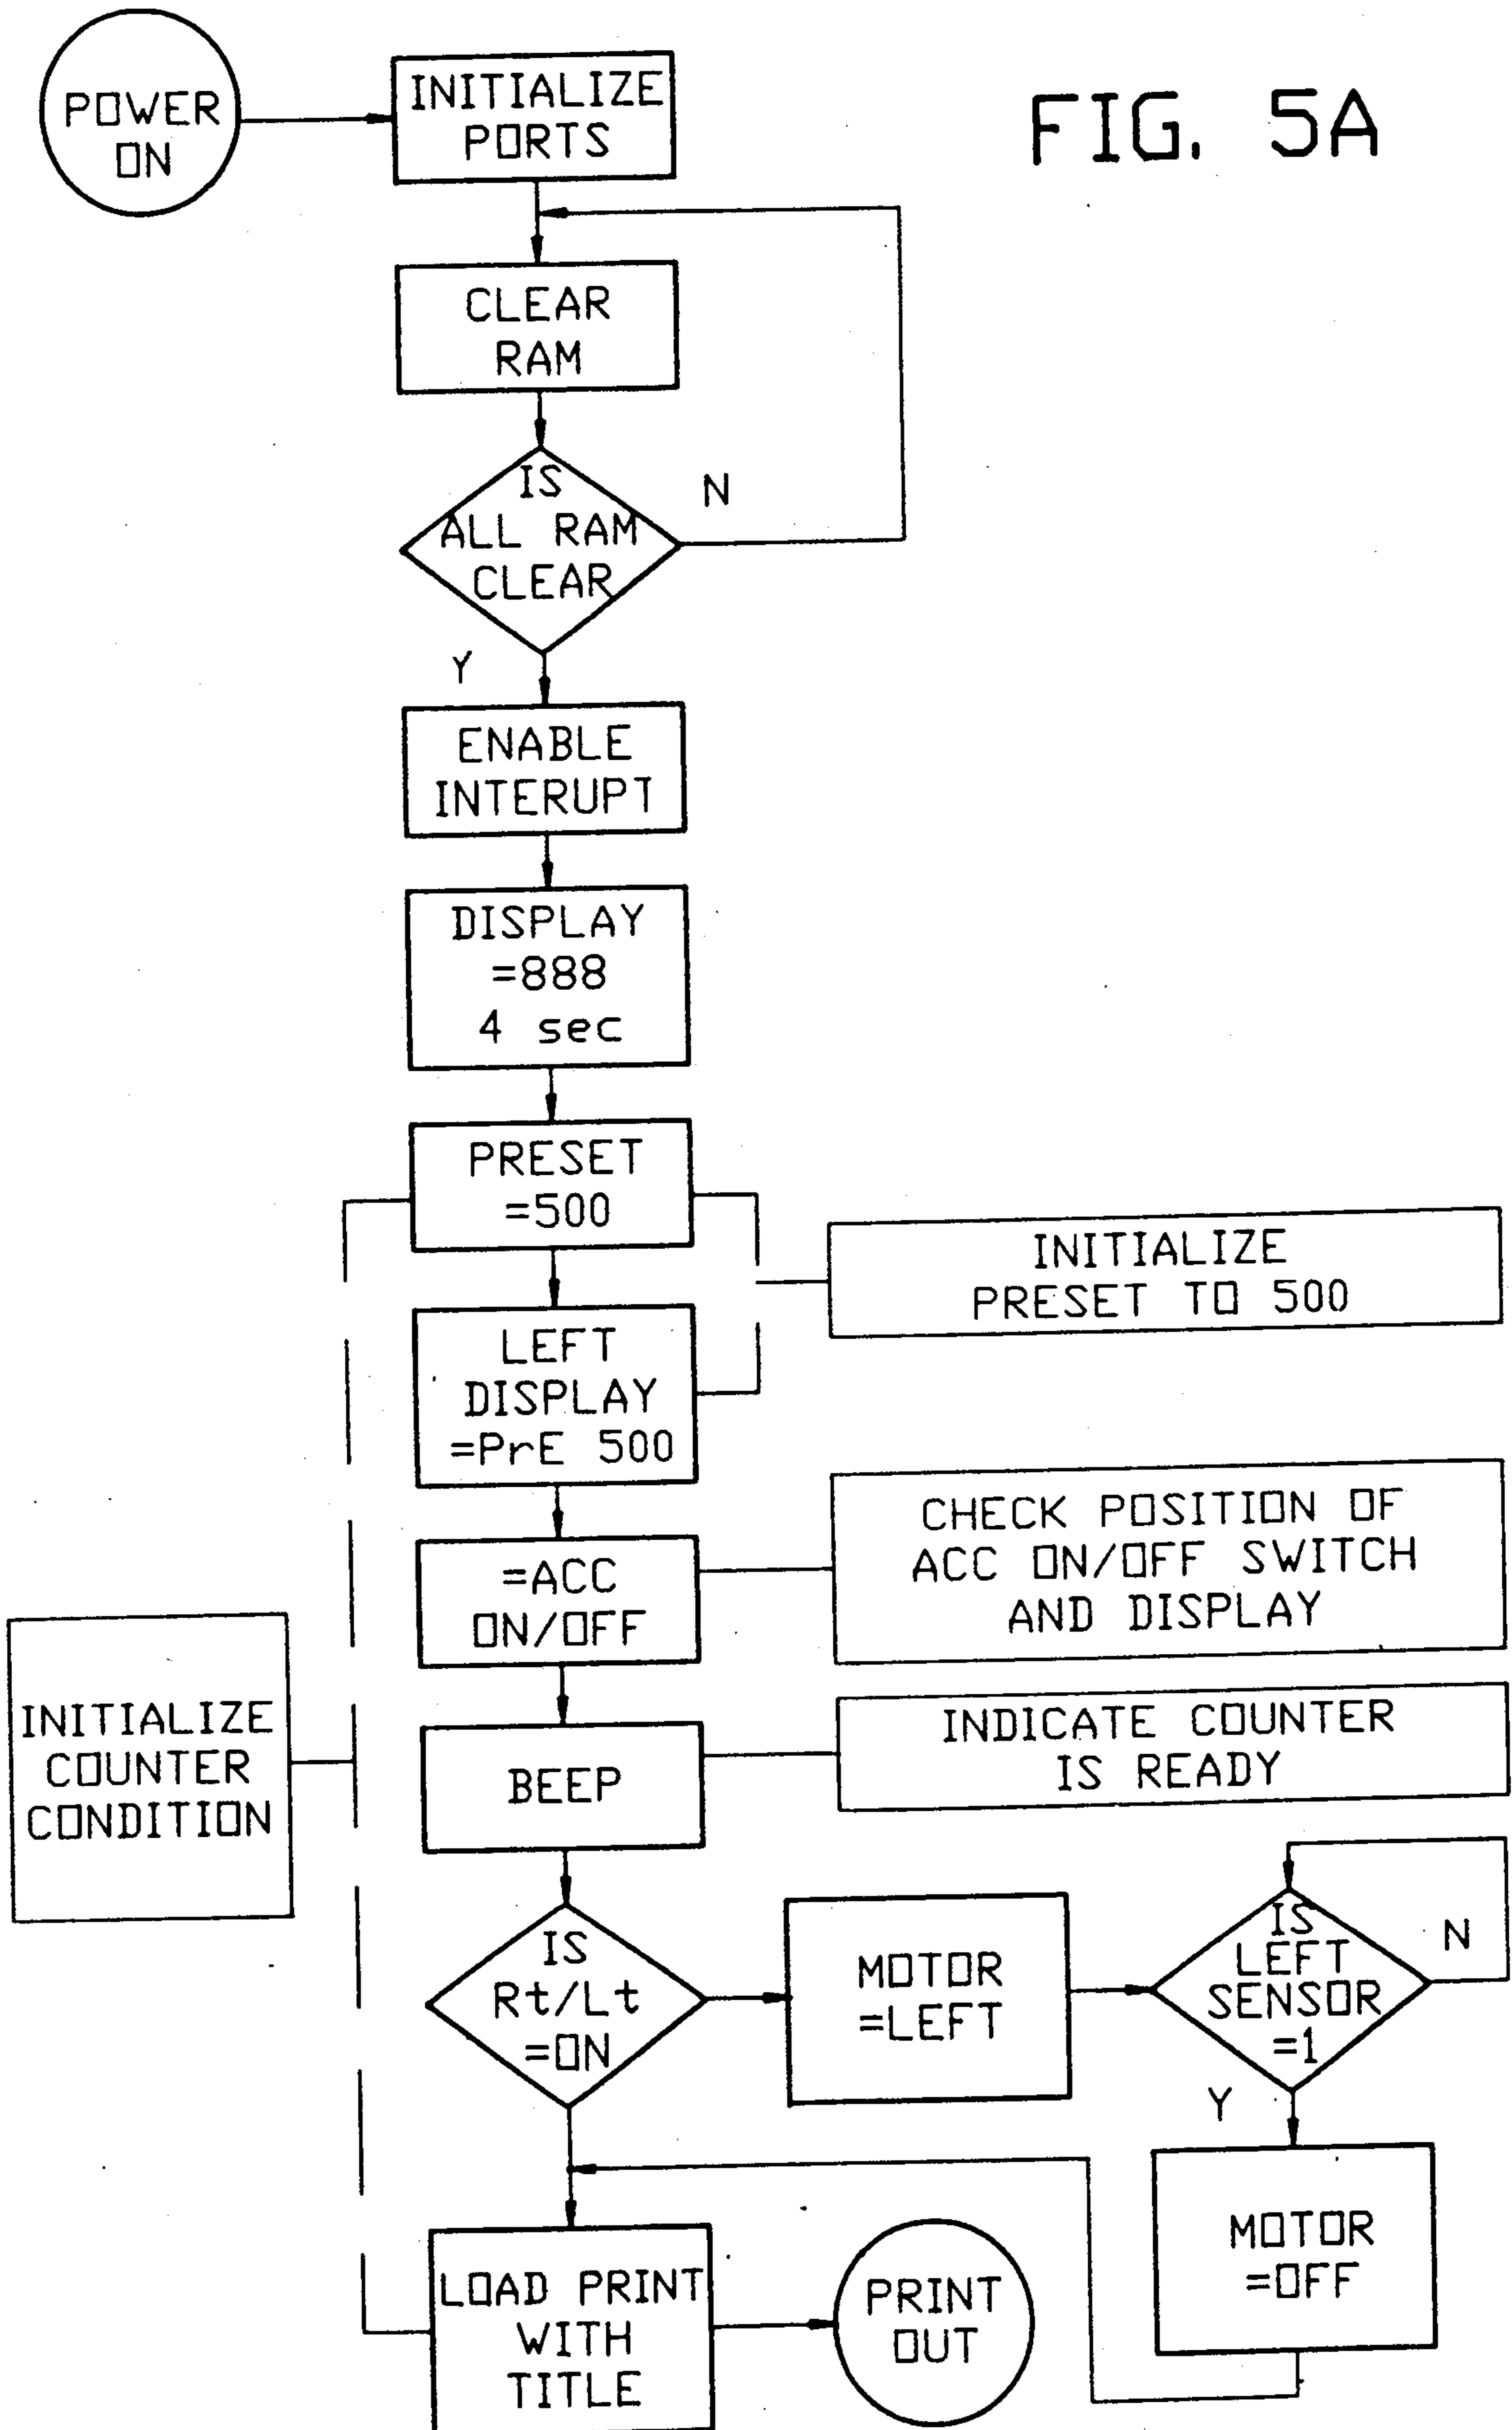 POWER
ON
INITIALIZE
PORTS
FIG. 5A
CLEAR
RAM
IS
ALL RAM
CLEAR
N
Y
ENABLE
INTERUPT
DISPLAY
=888
4 sec
PRESET
=500
INITIALIZE
PRESET TO 500
LEFT
DISPLAY
=PrE 500
=ACC
ON/OFF
CHECK POSITION OF
ACC ON/OFF SWITCH
AND DISPLAY
INITIALIZE
COUNTER
CONDITION
BEEP
INDICATE COUNTER
IS READY
IS
Rt/Lt
=ON
MOTOR
=LEFT
IS
LEFT
SENSOR
=1
N
Y
MOTOR
=OFF
LOAD PRINT
WITH
TITLE
PRINT
OUT